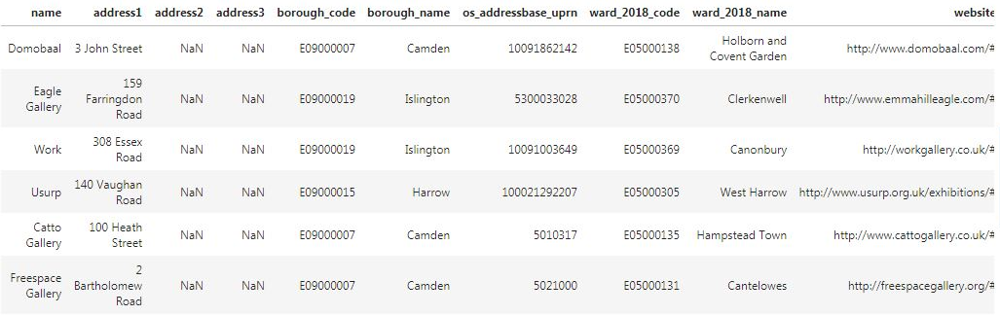 name address1 address2 address3 borough_code borough_name os_addressbase_uprn ward_2018_code ward_2018_name website
Domobaal 3 John Street NaN NaN E09000007 Camden 10091862142 E05000138 Holborn and Covent Garden http://www.domobaal.com/#
Eagle Gallery 159 Farringdon Road NaN NaN E09000019 Islington 5300033028 E05000370 Clerkenwell http://www.emmahilleagle.com/#
Work 308 Essex Road NaN NaN E09000019 Islington 10091003649 E05000369 Canonbury http://workgallery.co.uk/#
Usurp 140 Vaughan Road NaN NaN E09000015 Harrow 100021292207 E05000305 West Harrow http://www.usurp.org.uk/exhibitions/#
Catto Gallery 100 Heath Street NaN NaN E09000007 Camden 5010317 E05000135 Hampstead Town http://www.cattogallery.co.uk/#
Freespace Gallery 2 Bartholomew Road NaN NaN E09000007 Camden 5021000 E05000131 Cantelowes http://freespacegallery.org/#